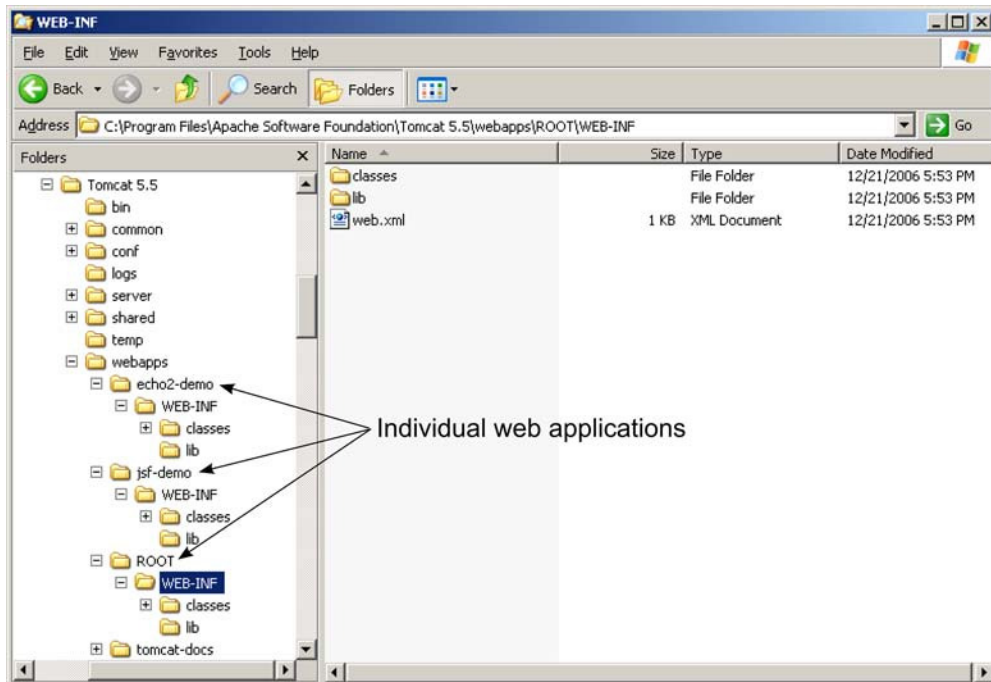 WEB-INF
File Edit View Favorites Tools Help
Back Search Folders
Address C:\Program Files\Apache Software Foundation\Tomcat 5.5\webapps\ROOT\WEB-INF Go
Folders
Tomcat 5.5
bin
common
conf
logs
server
shared
temp
webapps
echo2-demo
WEB-INF
classes
lib
jsf-demo
WEB-INF
classes
lib
ROOT
WEB-INF
classes
lib
tomcat-docs
Name Size Type Date Modified
classes File Folder 12/21/2006 5:53 PM
lib File Folder 12/21/2006 5:53 PM
web.xml 1 KB XML Document 12/21/2006 5:53 PM
Individual web applications